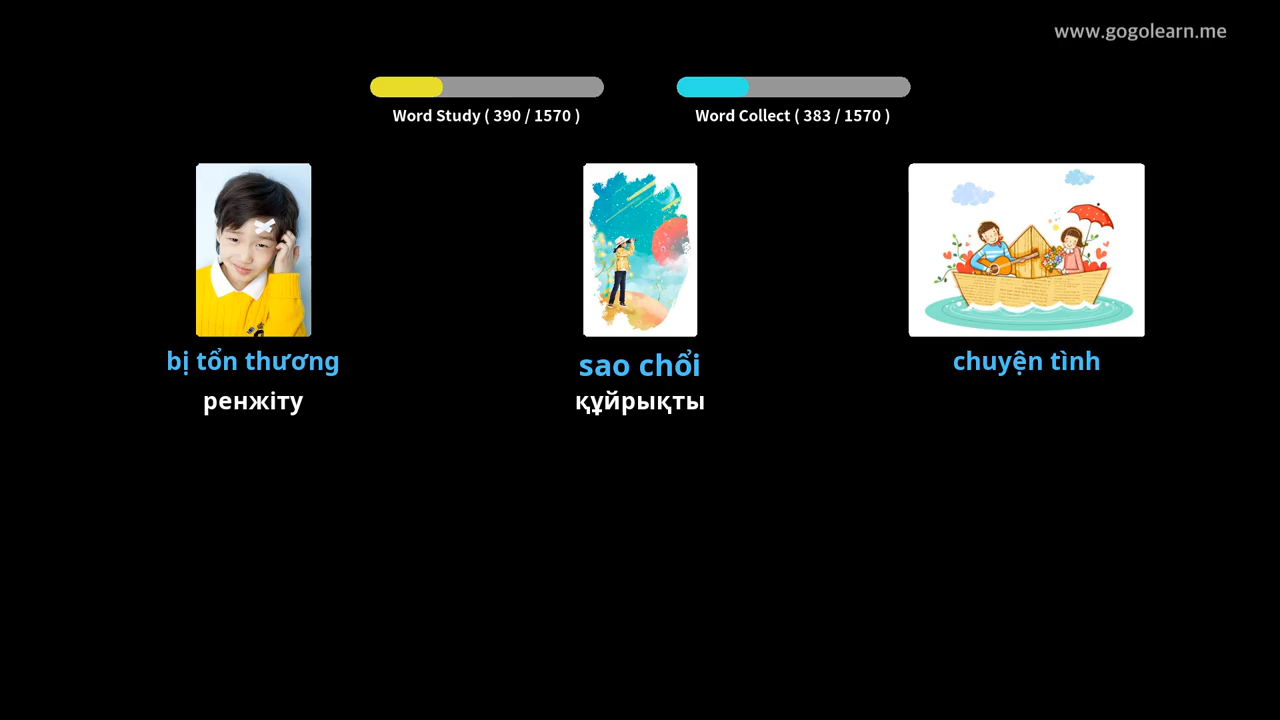 www.gogolearn.me
Word Study ( 390 / 1570 )
Word Collect ( 383 / 1570 )
bị tổn thương
sao chổi
chuyện tình
ренжіту
құйрықты